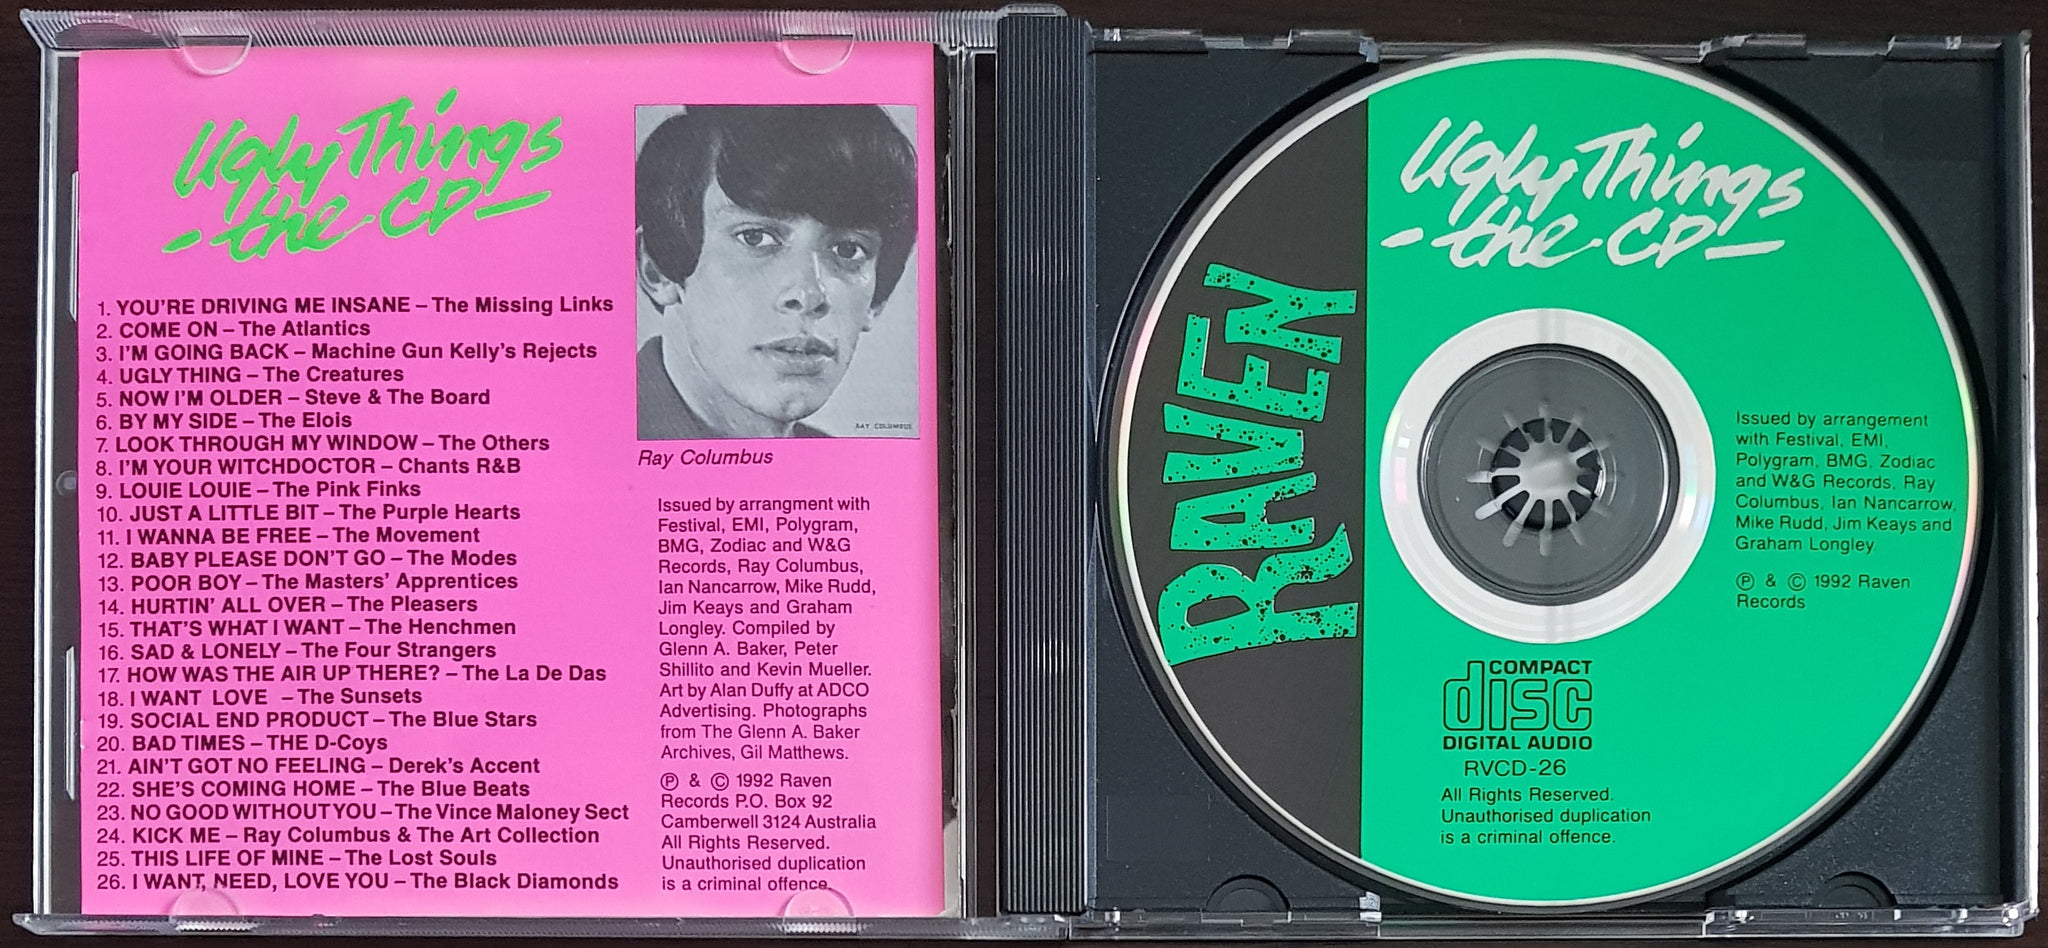 Ugly Things
- the CD -
1. YOU'RE DRIVING ME INSANE – The Missing Links
2. COME ON – The Atlantics
3. I'M GOING BACK – Machine Gun Kelly's Rejects
4. UGLY THING – The Creatures
5. NOW I'M OLDER – Steve & The Board
6. BY MY SIDE – The Elois
7. LOOK THROUGH MY WINDOW – The Others
8. I'M YOUR WITCHDOCTOR – Chants R&B
9. LOUIE LOUIE – The Pink Finks
10. JUST A LITTLE BIT – The Purple Hearts
11. I WANNA BE FREE – The Movement
12. BABY PLEASE DON'T GO – The Modes
13. POOR BOY – The Masters' Apprentices
14. HURTIN' ALL OVER – The Pleasers
15. THAT'S WHAT I WANT – The Henchmen
16. SAD & LONELY – The Four Strangers
17. HOW WAS THE AIR UP THERE? – The La De Das
18. I WANT LOVE – The Sunsets
19. SOCIAL END PRODUCT – The Blue Stars
20. BAD TIMES – THE D-Coys
21. AIN'T GOT NO FEELING – Derek's Accent
22. SHE'S COMING HOME – The Blue Beats
23. NO GOOD WITHOUT YOU – The Vince Maloney Sect
24. KICK ME – Ray Columbus & The Art Collection
25. THIS LIFE OF MINE – The Lost Souls
26. I WANT, NEED, LOVE YOU – The Black Diamonds
RAY COLUMBUS
Ray Columbus
Issued by arrangment with
Festival, EMI, Polygram,
BMG, Zodiac and W&G
Records, Ray Columbus,
Ian Nancarrow, Mike Rudd,
Jim Keays and Graham
Longley. Compiled by
Glenn A. Baker, Peter
Shillito and Kevin Mueller.
Art by Alan Duffy at ADCO
Advertising. Photographs
from The Glenn A. Baker
Archives, Gil Matthews.
℗ & © 1992 Raven
Records P.O. Box 92
Camberwell 3124 Australia
All Rights Reserved.
Unauthorised duplication
is a criminal offence.
RAVEN
Ugly Things
- the CD -
Issued by arrangement
with Festival, EMI,
Polygram, BMG, Zodiac
and W&G Records, Ray
Columbus, Ian Nancarrow,
Mike Rudd, Jim Keays and
Graham Longley.
℗ & © 1992 Raven
Records
COMPACT
disc
DIGITAL AUDIO
RVCD-26
All Rights Reserved.
Unauthorised duplication
is a criminal offence.